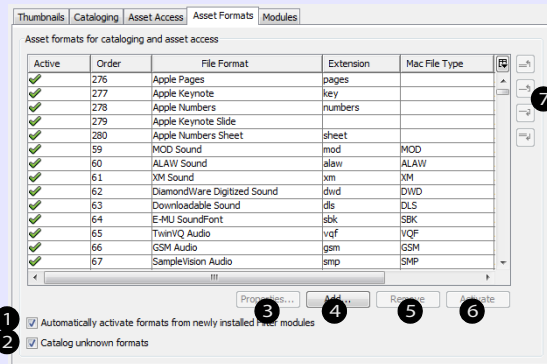 Thumbnails Cataloging Asset Access Asset Formats Modules
Asset formats for cataloging and asset access
Active Order File Format Extension Mac File Type
276 Apple Pages pages
277 Apple Keynote key
278 Apple Numbers numbers
279 Apple Keynote Slide
280 Apple Numbers Sheet sheet
59 MOD Sound mod MOD
60 ALAW Sound alaw ALAW
61 XM Sound xm XM
62 DiamondWare Digitized Sound dwd DWD
63 Downloadable Sound dls DLS
64 E-MU SoundFont sbk SBK
65 TwinVQ Audio vqf VQF
66 GSM Audio gsm GSM
67 SampleVision Audio smp SMP
7
Properties... Add... Remove Activate
3 4 5 6
1 Automatically activate formats from newly installed Filter modules
2 Catalog unknown formats